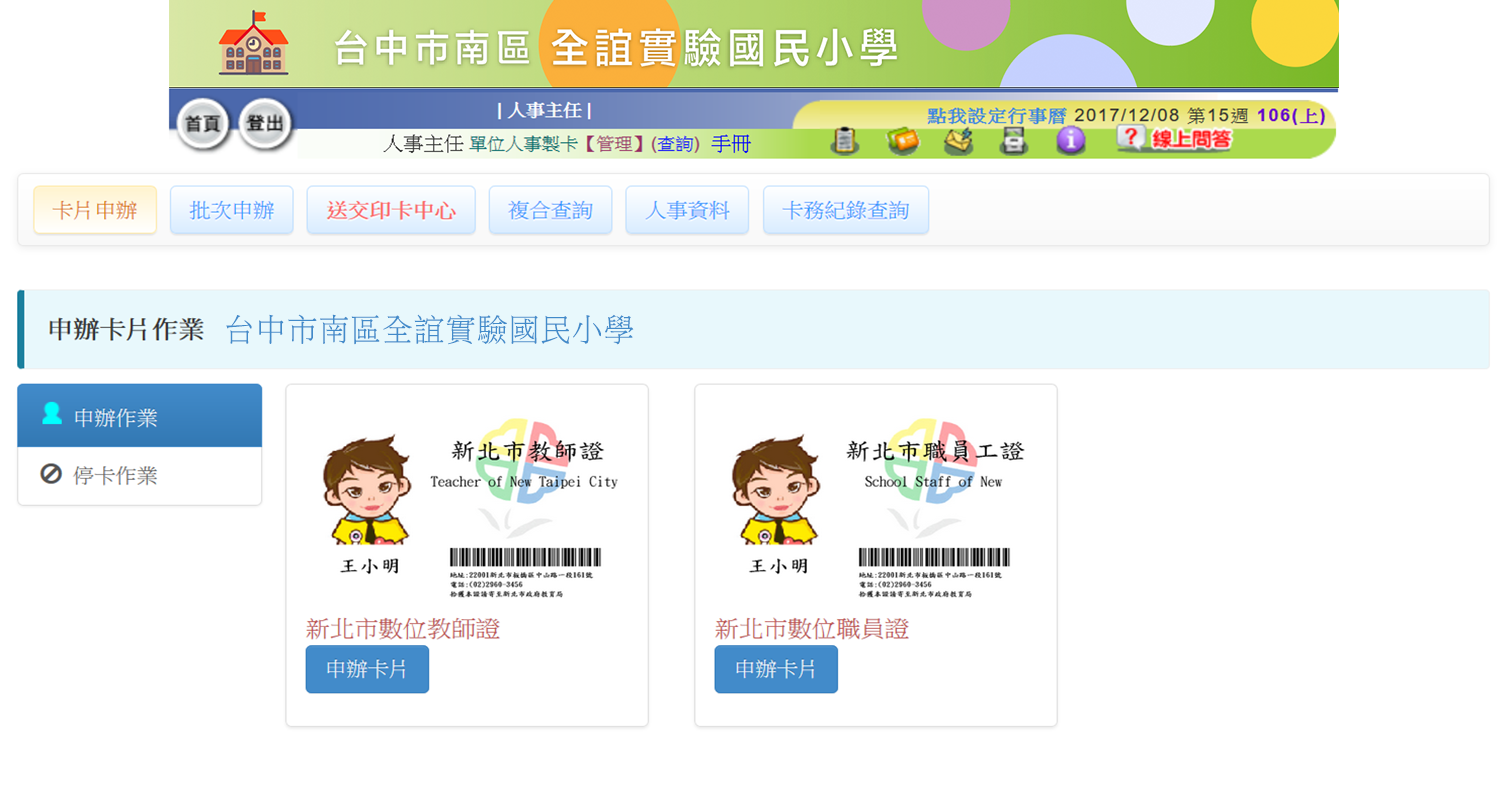 台中市南區 全誼實驗國民小學
首頁 登出
| 人事主任 |
點我設定行事曆 2017/12/08 第15週 106(上)
人事主任 單位人事製卡【管理】(查詢) 手冊
? 線上問答
卡片申辦 批次申辦 送交印卡中心 複合查詢 人事資料 卡務紀錄查詢
申辦卡片作業 台中市南區全誼實驗國民小學
申辦作業
停卡作業
新北市教師證
Teacher of New Taipei City
王小明
地址:22001新北市板橋區中山路一段161號
電話:(02)2960-3456
拾獲本證請寄至新北市政府教育局
新北市數位教師證
申辦卡片
新北市職員工證
School Staff of New
王小明
地址:22001新北市板橋區中山路一段161號
電話:(02)2960-3456
拾獲本證請寄至新北市政府教育局
新北市數位職員證
申辦卡片